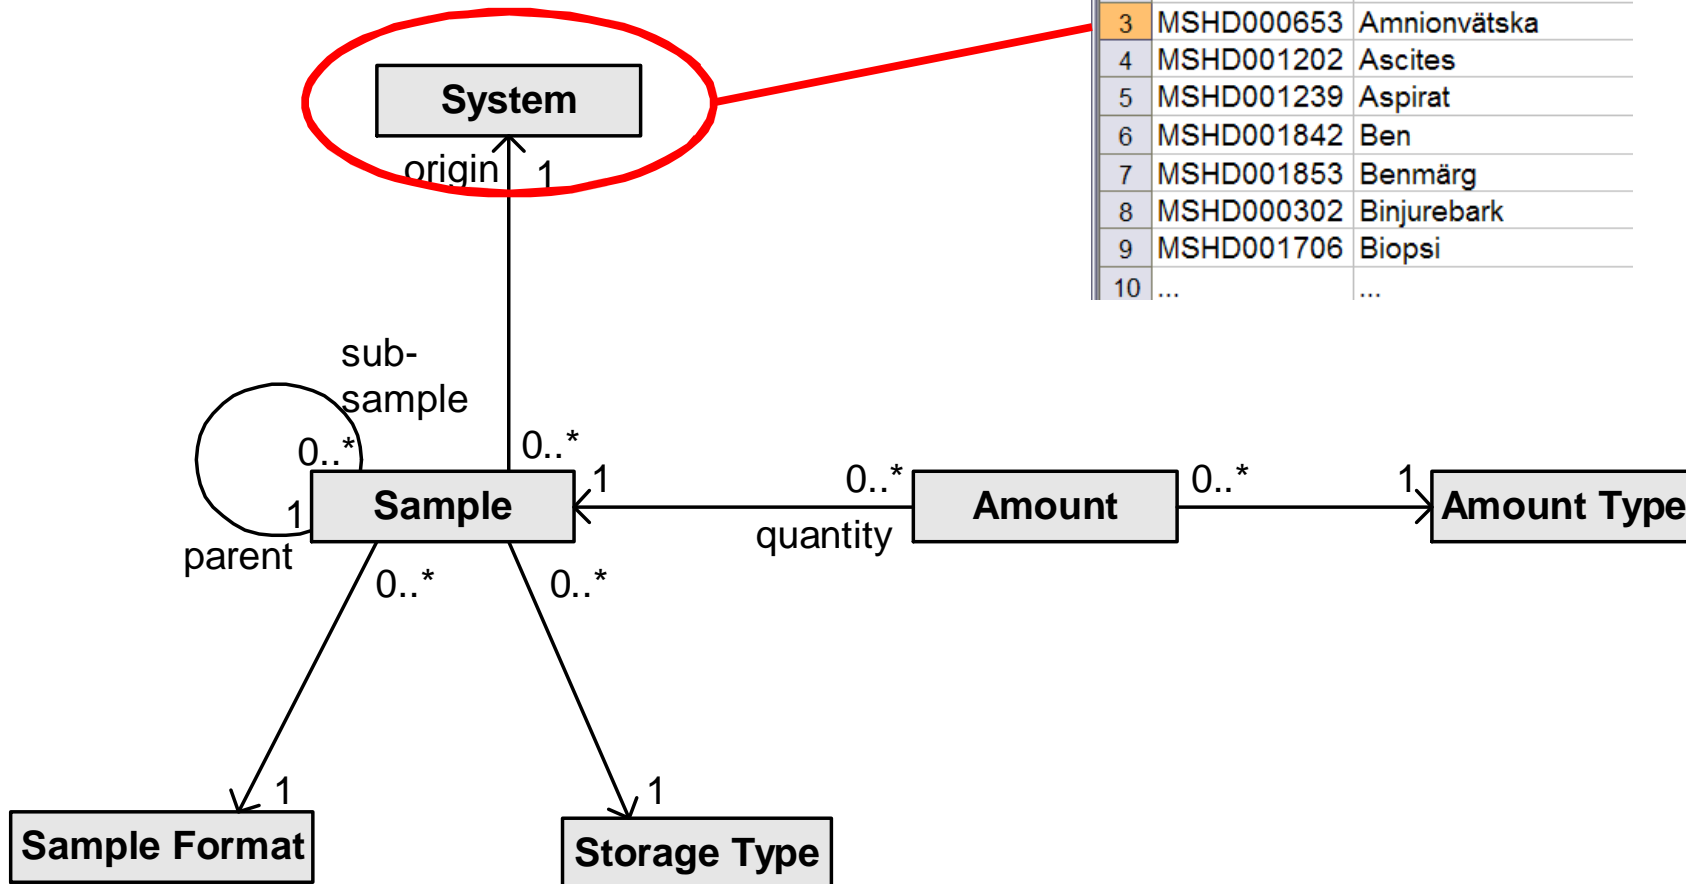 3 MSHD000653 Amnionvätska
4 MSHD001202 Ascites
5 MSHD001239 Aspirat
6 MSHD001842 Ben
7 MSHD001853 Benmärg
8 MSHD000302 Binjurebark
9 MSHD001706 Biopsi
10 ... ...
System
origin 1
sub-
sample
0..* 0..*
1 0..* 0..* 1
Sample Amount Amount Type
1
quantity
parent
0..* 0..*
1 1
Sample Format Storage Type